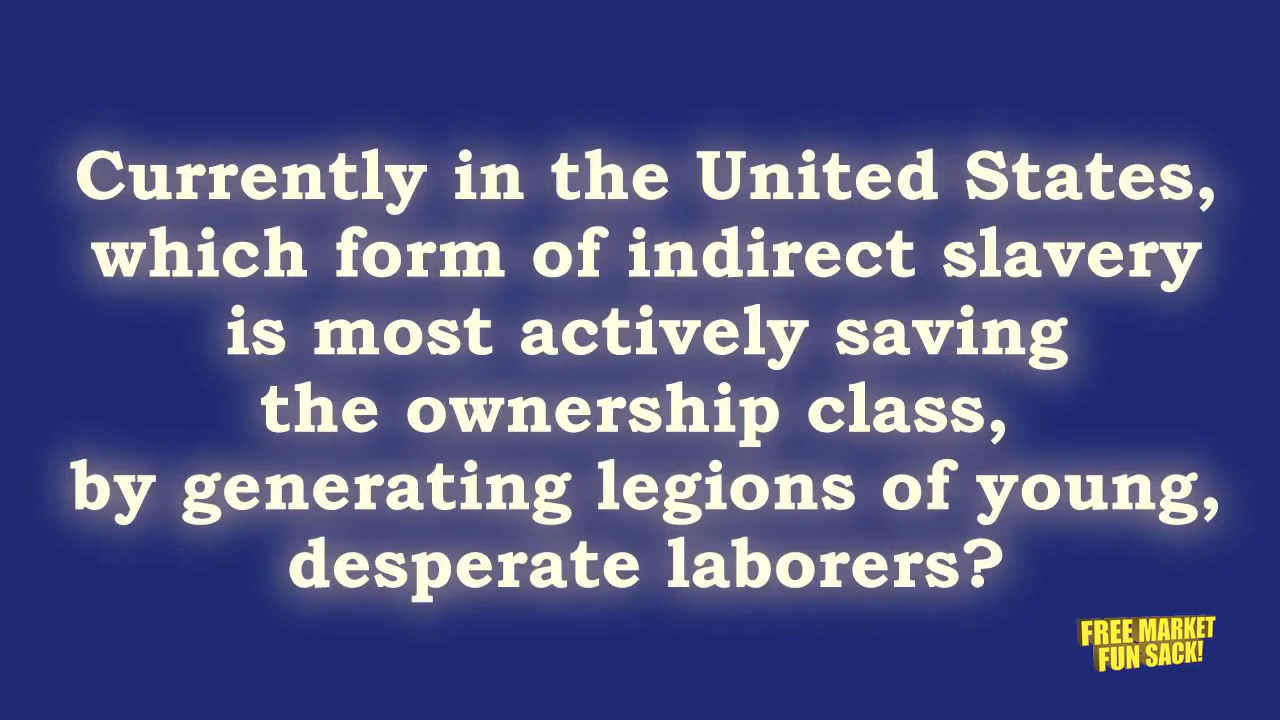 Currently in the United States,
which form of indirect slavery
is most actively saving
the ownership class,
by generating legions of young,
desperate laborers?
FREE MARKET
FUN SACK!